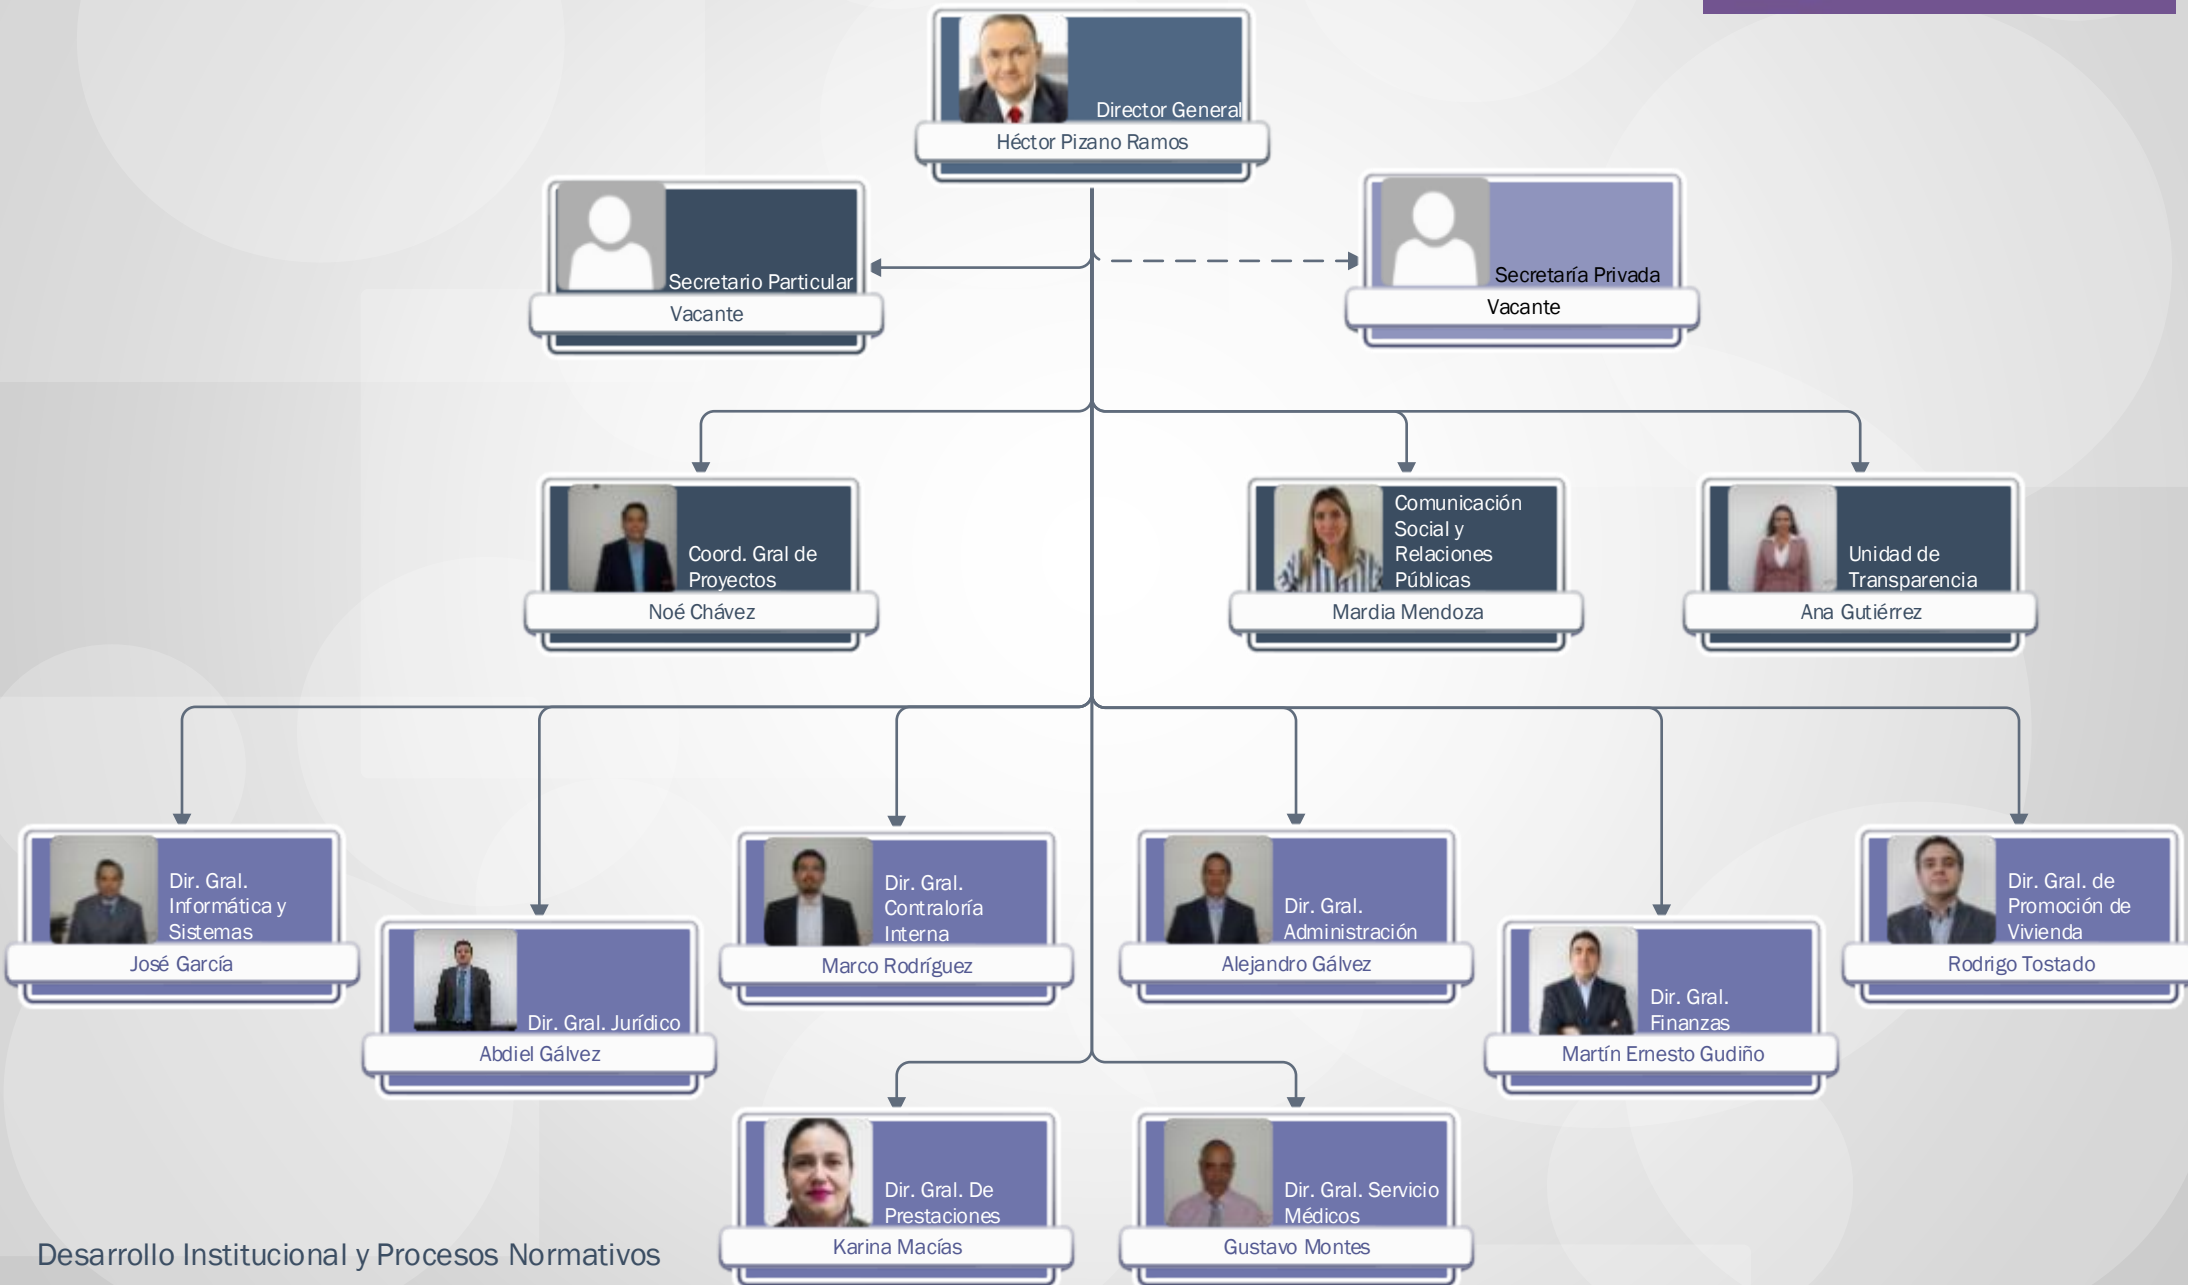 Director General
Héctor Pizano Ramos
Secretario Particular
Vacante
Secretaría Privada
Vacante
Coord. Gral de
Proyectos
Noé Chávez
Comunicación
Social y
Relaciones
Públicas
Mardia Mendoza
Unidad de
Transparencia
Ana Gutiérrez
Dir. Gral.
Informática y
Sistemas
José García
Dir. Gral. Jurídico
Abdiel Gálvez
Dir. Gral.
Contraloría
Interna
Marco Rodríguez
Dir. Gral.
Administración
Alejandro Gálvez
Dir. Gral.
Finanzas
Martín Ernesto Gudiño
Dir. Gral. de
Promoción de
Vivienda
Rodrigo Tostado
Dir. Gral. De
Prestaciones
Karina Macías
Dir. Gral. Servicio
Médicos
Gustavo Montes
Desarrollo Institucional y Procesos Normativos